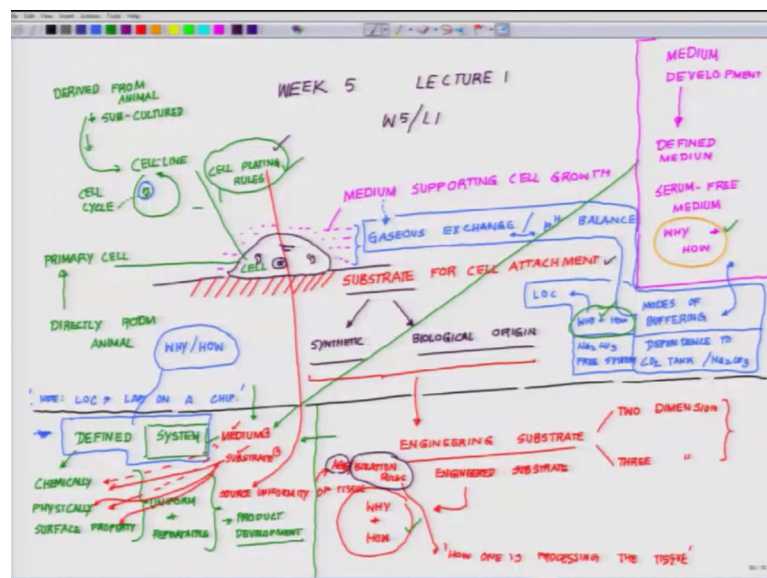 WEEK 5 LECTURE 1
W5/L1
DERIVED FROM
ANIMAL
SUB-CULTURED
CELL-LINE
CELL
CYCLE
CELL PLATING
RULES
PRIMARY CELL
DIRECTLY FROM
ANIMAL
CELL
MEDIUM SUPPORTING CELL GROWTH
GASEOUS EXCHANGE / pH BALANCE
SUBSTRATE FOR CELL ATTACHMENT
SYNTHETIC
BIOLOGICAL ORIGIN
MEDIUM
DEVELOPMENT
DEFINED
MEDIUM
SERUM-FREE
MEDIUM
WHY +
HOW
LOC
WHY + HOW
Na2CO3
FREE SYSTEM
MODES OF
BUFFERING
DEPENDENCE TO
CO2 TANK / Na2CO3
WHY/HOW
NOTE: LOC → LAB ON A CHIP.
DEFINED SYSTEM
MEDIUM
SUBSTRATE
CHEMICALLY
PHYSICALLY
SURFACE PROPERTY
UNIFORM
+
REPEATABLE
SOURCE UNIFORMITY OF TISSUE
PRODUCT
DEVELOPMENT
ENGINEERING SUBSTRATE
ENGINEERED SUBSTRATE
TWO DIMENSION
THREE "
AGE
ISOLATION
RULES
WHY
+
HOW
'HOW ONE IS PROCESSING THE TISSUE'